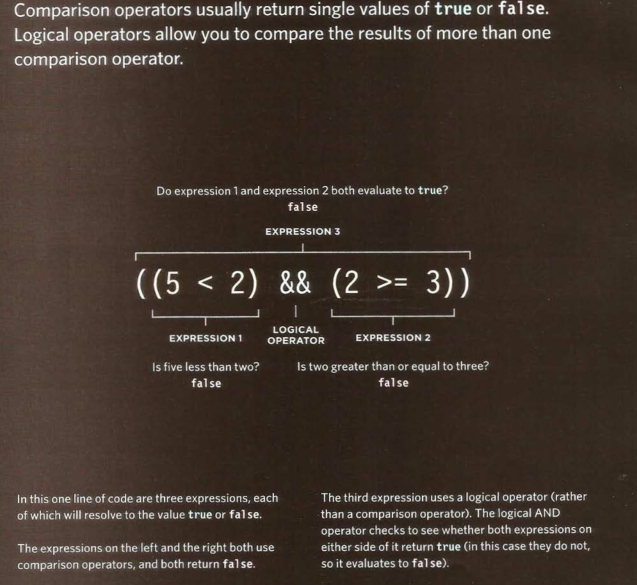 Comparison operators usually return single values of true or false.
Logical operators allow you to compare the results of more than one
comparison operator.
Do expression 1 and expression 2 both evaluate to true?
false
EXPRESSION 3
((5 < 2) && (2 >= 3))
EXPRESSION 1
LOGICAL
OPERATOR
EXPRESSION 2
Is five less than two?
false
Is two greater than or equal to three?
false
In this one line of code are three expressions, each
of which will resolve to the value true or false.
The expressions on the left and the right both use
comparison operators, and both return false.
The third expression uses a logical operator (rather
than a comparison operator). The logical AND
operator checks to see whether both expressions on
either side of it return true (in this case they do not,
so it evaluates to false).